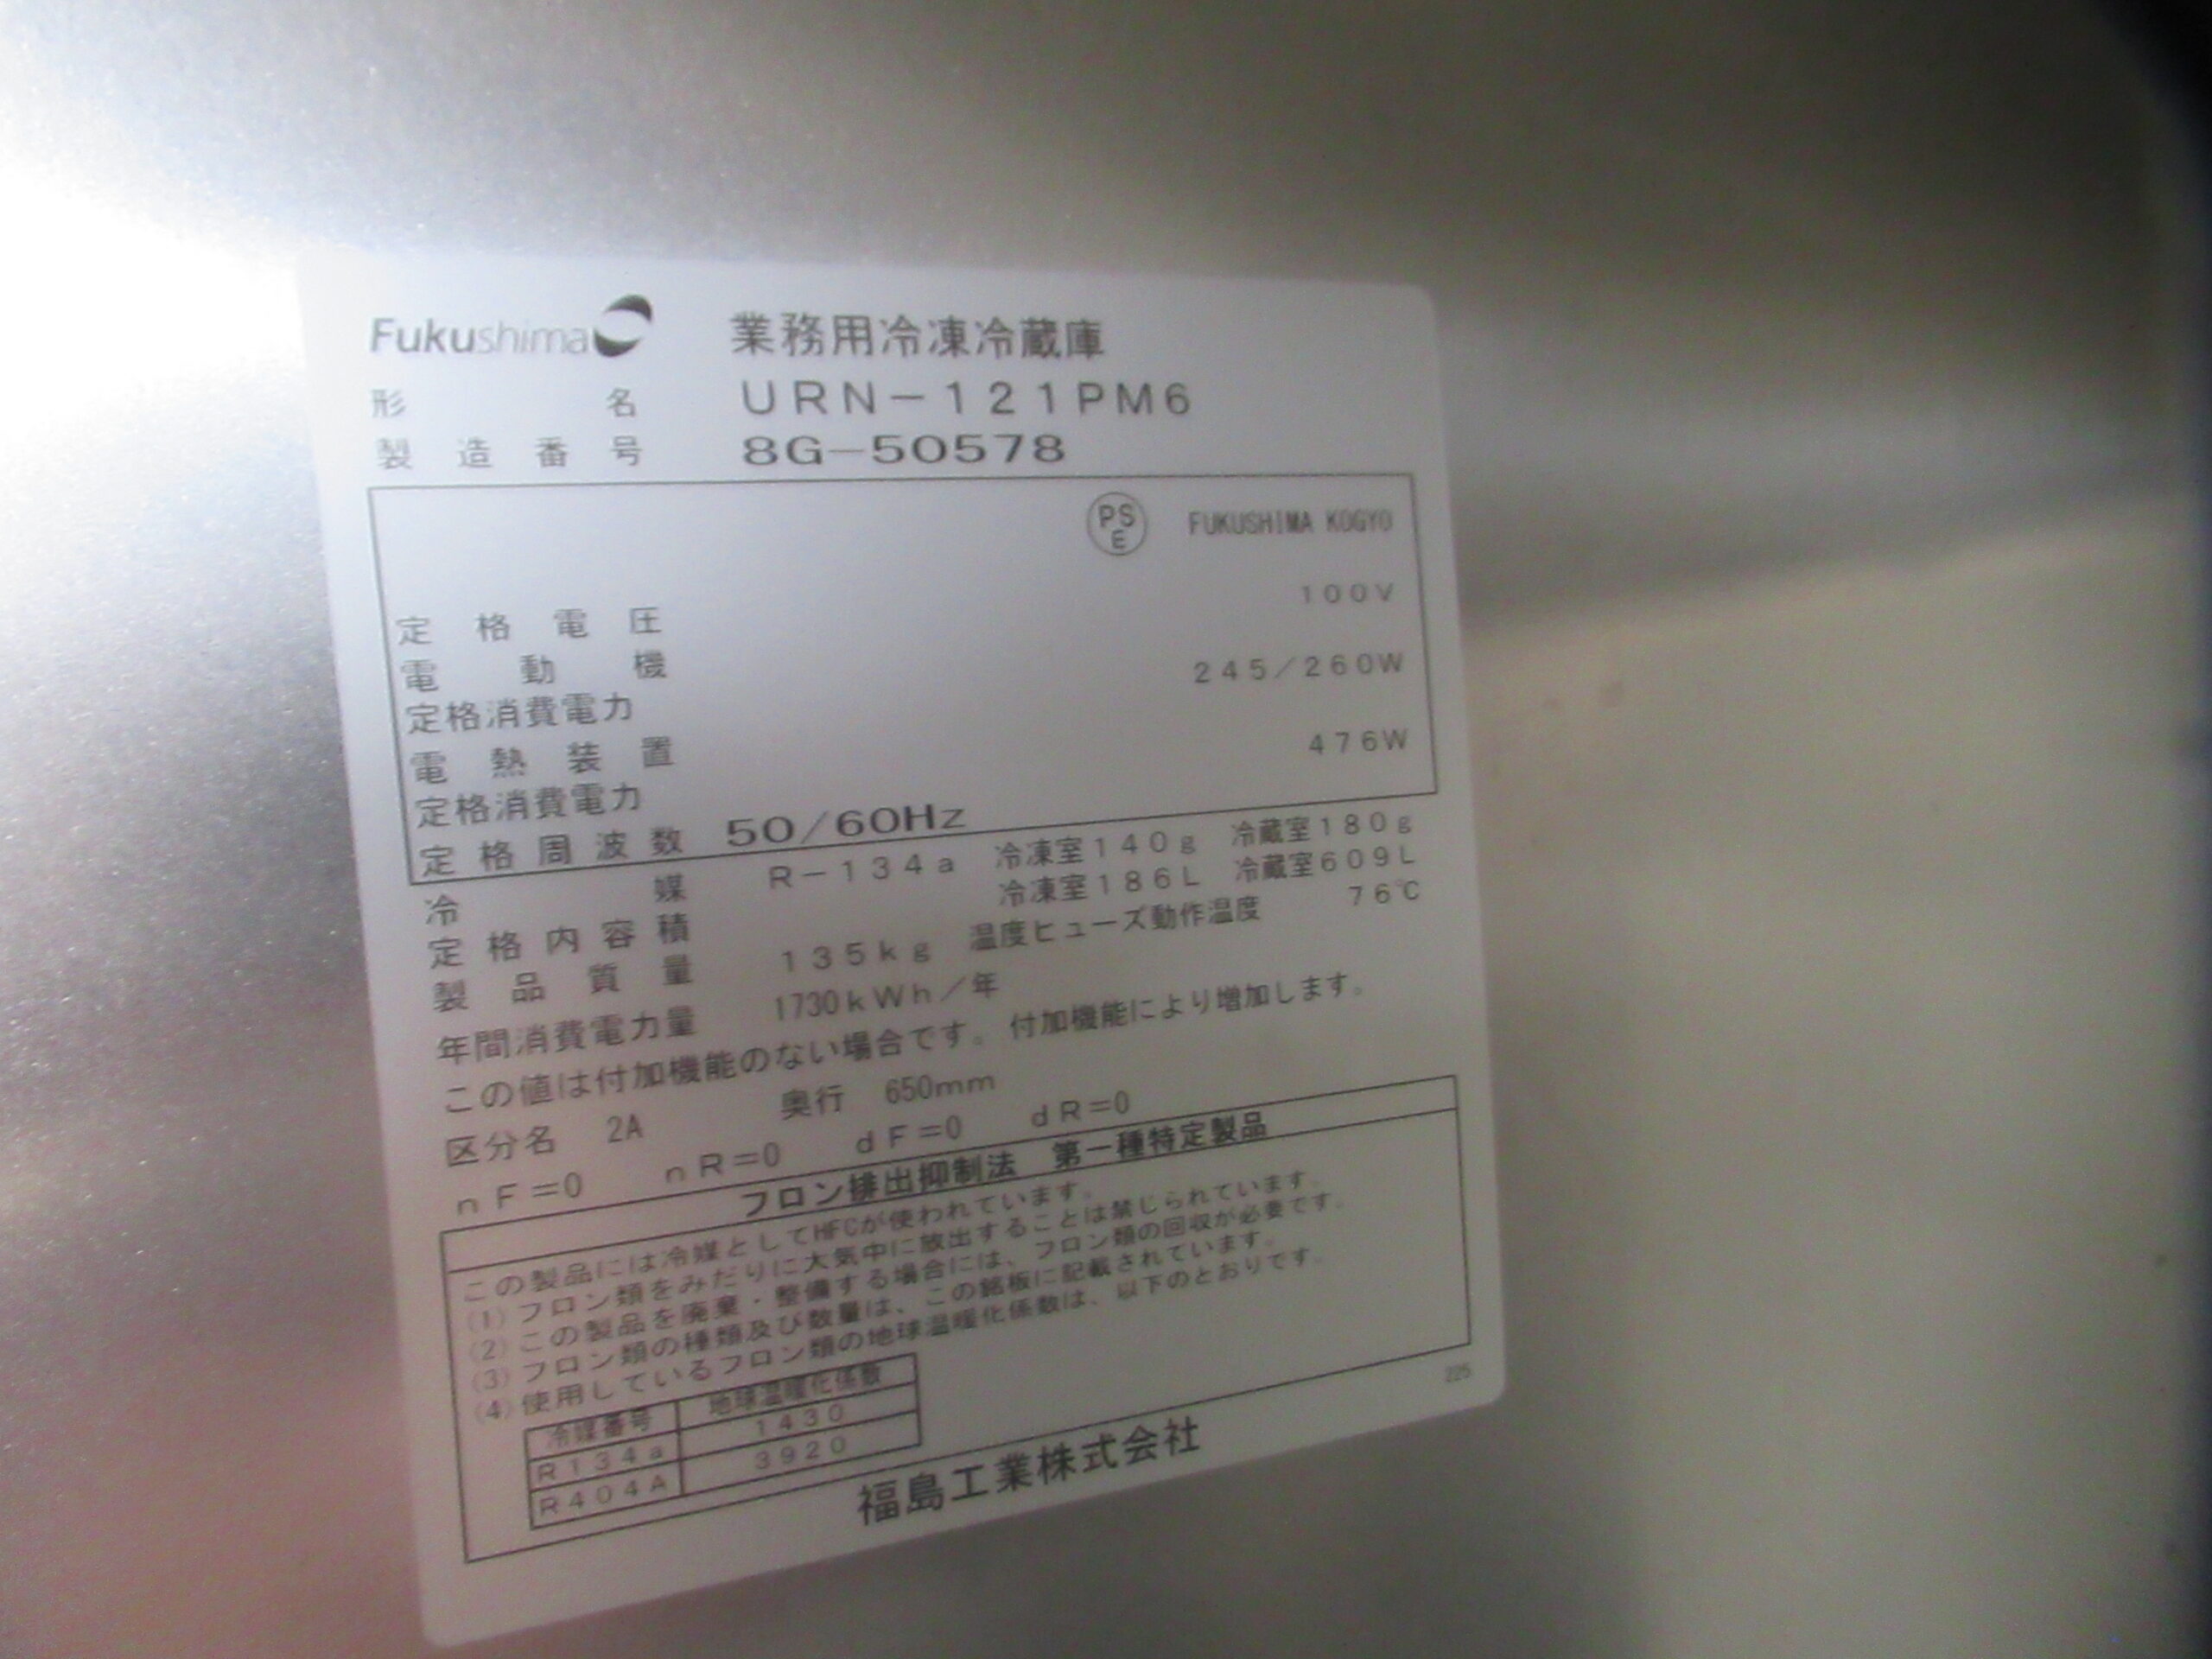 Fukushima 業務用冷凍冷蔵庫
形名 URN-121PM6
製造番号 8G-50578
PSE FUKUSHIMA KOGYO
定格電圧 100V
電動機
定格消費電力 245/260W
電熱装置
定格消費電力 476W
定格周波数 50/60Hz
冷媒 R-134a 冷凍室140g 冷蔵室180g
定格内容積 冷凍室186L 冷蔵室609L
製品質量 135kg 温度ヒューズ動作温度 76℃
年間消費電力量 1730kWh/年
この値は付加機能のない場合です。付加機能により増加します。
区分名 2A 奥行 650mm
nF=0 nR=0 dF=0 dR=0
フロン排出抑制法 第一種特定製品
この製品には冷媒としてHFCが使われています。
(1)フロン類をみだりに大気中に放出することは禁じられています。
(2)この製品を廃棄・整備する場合には、フロン類の回収が必要です。
(3)フロン類の種類及び数量は、この銘板に記載されています。
(4)使用しているフロン類の地球温暖化係数は、以下のとおりです。
冷媒番号 地球温暖化係数
R134a 1430
R404A 3920
225
福島工業株式会社